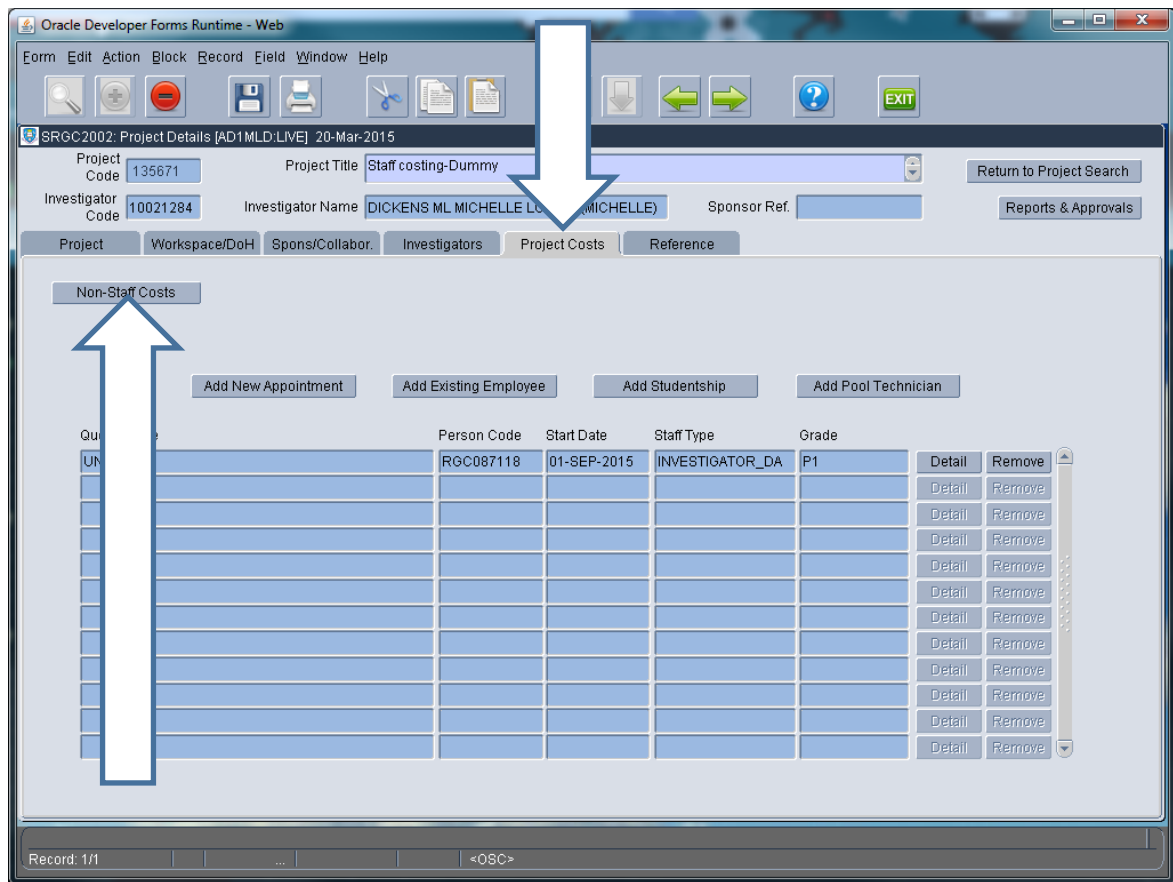 Oracle Developer Forms Runtime - Web
Form Edit Action Block Record Field Window Help
EXIT
SRGC2002: Project Details [AD1MLD:LIVE] 20-Mar-2015
Project Code 135671 Project Title Staff costing-Dummy Return to Project Search
Investigator Code 10021284 Investigator Name DICKENS ML MICHELLE (MICHELLE) Sponsor Ref. Reports & Approvals
Project Workspace/DoH Spons/Collabor. Investigators Project Costs Reference
Non-Staff Costs
Add New Appointment Add Existing Employee Add Studentship Add Pool Technician
Person Code Start Date Staff Type Grade
UN RGC087118 01-SEP-2015 INVESTIGATOR_DA P1 Detail Remove
Detail Remove
Detail Remove
Detail Remove
Detail Remove
Detail Remove
Detail Remove
Detail Remove
Detail Remove
Detail Remove
Detail Remove
Detail Remove
Record: 1/1 ... <OSC>